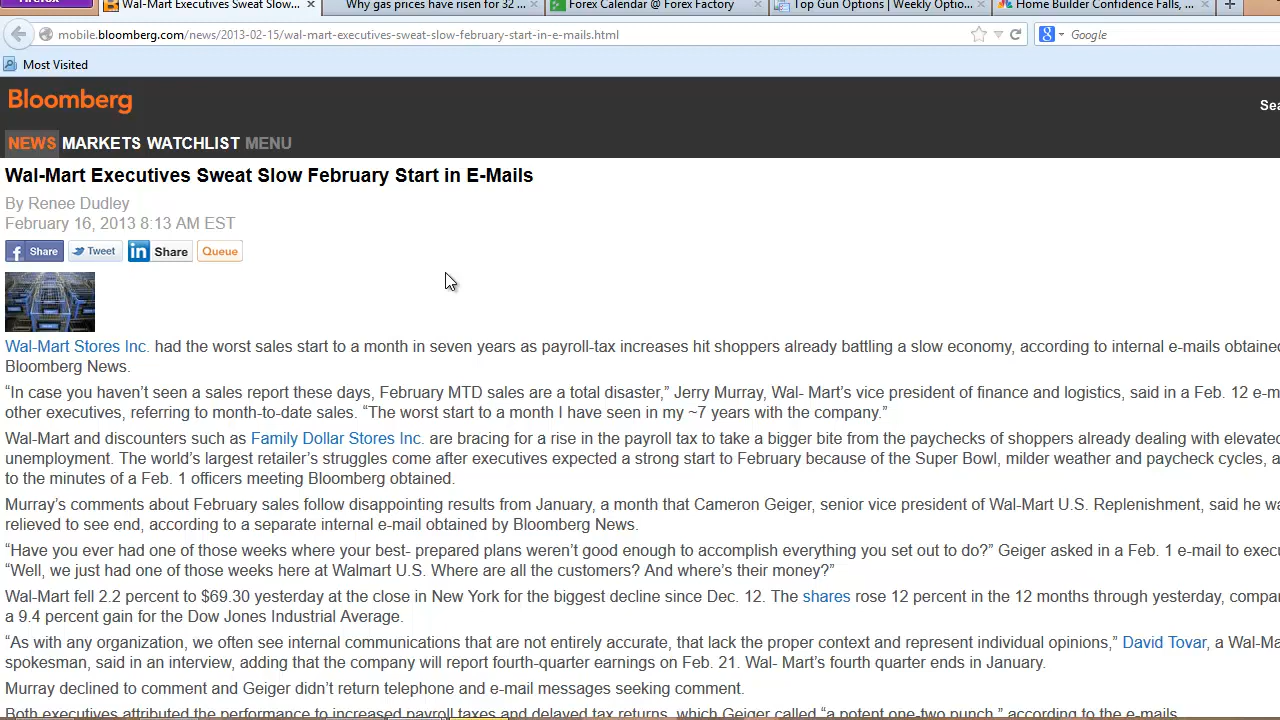 Wal-Mart Executives Sweat Slow...
Why gas prices have risen for 32 ...
Forex Calendar @ Forex Factory
Top Gun Options | Weekly Optio...
Home Builder Confidence Falls, ...
mobile.bloomberg.com/news/2013-02-15/wal-mart-executives-sweat-slow-february-start-in-e-mails.html
Google
Most Visited
Bloomberg
Sea
NEWS MARKETS WATCHLIST MENU
Wal-Mart Executives Sweat Slow February Start in E-Mails
By Renee Dudley
February 16, 2013 8:13 AM EST
Share Tweet Share Queue
Wal-Mart Stores Inc. had the worst sales start to a month in seven years as payroll-tax increases hit shoppers already battling a slow economy, according to internal e-mails obtained
Bloomberg News.
“In case you haven’t seen a sales report these days, February MTD sales are a total disaster,” Jerry Murray, Wal- Mart’s vice president of finance and logistics, said in a Feb. 12 e-m
other executives, referring to month-to-date sales. “The worst start to a month I have seen in my ~7 years with the company.”
Wal-Mart and discounters such as Family Dollar Stores Inc. are bracing for a rise in the payroll tax to take a bigger bite from the paychecks of shoppers already dealing with elevated
unemployment. The world’s largest retailer’s struggles come after executives expected a strong start to February because of the Super Bowl, milder weather and paycheck cycles, a
to the minutes of a Feb. 1 officers meeting Bloomberg obtained.
Murray’s comments about February sales follow disappointing results from January, a month that Cameron Geiger, senior vice president of Wal-Mart U.S. Replenishment, said he wa
relieved to see end, according to a separate internal e-mail obtained by Bloomberg News.
“Have you ever had one of those weeks where your best- prepared plans weren’t good enough to accomplish everything you set out to do?” Geiger asked in a Feb. 1 e-mail to execu
“Well, we just had one of those weeks here at Walmart U.S. Where are all the customers? And where’s their money?”
Wal-Mart fell 2.2 percent to $69.30 yesterday at the close in New York for the biggest decline since Dec. 12. The shares rose 12 percent in the 12 months through yesterday, compa
a 9.4 percent gain for the Dow Jones Industrial Average.
“As with any organization, we often see internal communications that are not entirely accurate, that lack the proper context and represent individual opinions,” David Tovar, a Wal-Ma
spokesman, said in an interview, adding that the company will report fourth-quarter earnings on Feb. 21. Wal- Mart’s fourth quarter ends in January.
Murray declined to comment and Geiger didn’t return telephone and e-mail messages seeking comment.
Both executives attributed the performance to increased payroll taxes and delayed tax returns, which Geiger called “a potent one-two punch,” according to the e-mails.